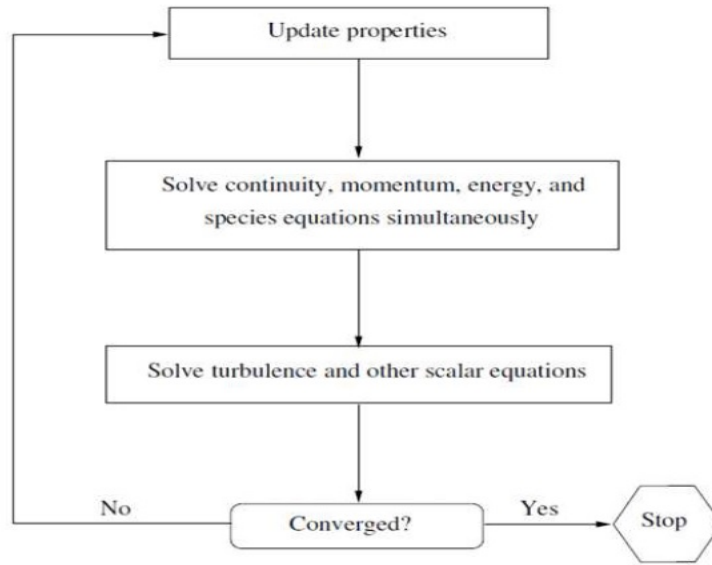 Update properties
Solve continuity, momentum, energy, and
species equations simultaneously
Solve turbulence and other scalar equations
No
Converged?
Yes
Stop